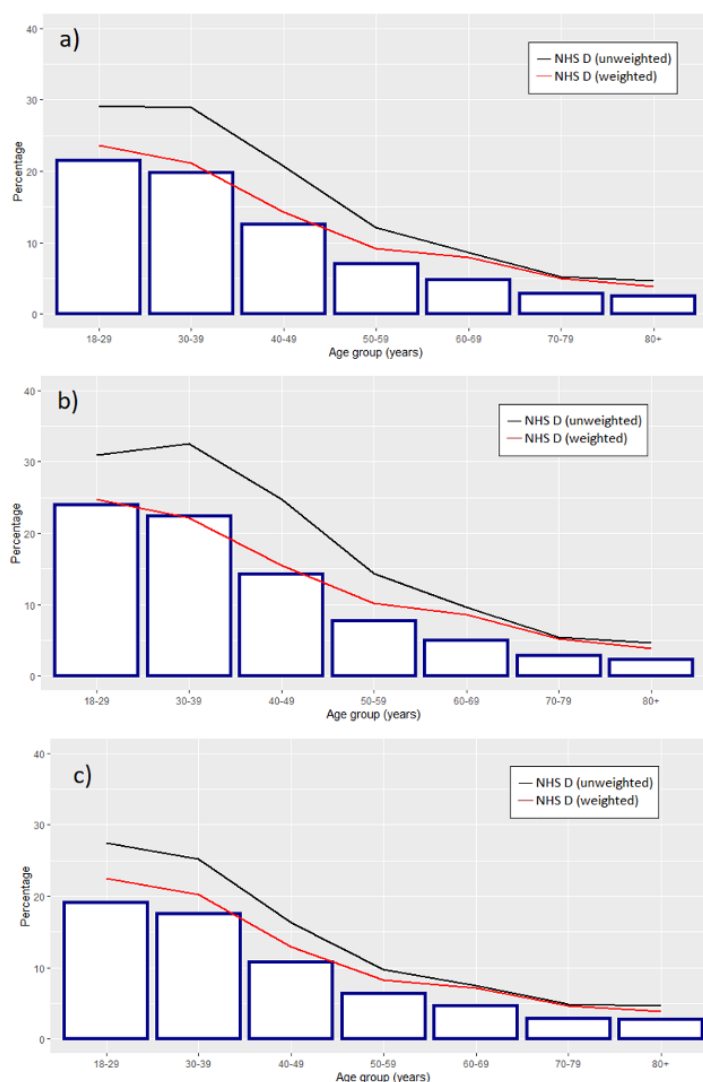 a)
NHS D (unweighted)
NHS D (weighted)
40
30
20
10
0
Percentage
18-29 30-39 40-49 50-59 60-69 70-79 80+
Age group (years)
b)
NHS D (unweighted)
NHS D (weighted)
40
30
20
10
0
Percentage
18-29 30-39 40-49 50-59 60-69 70-79 80+
Age group (years)
c)
NHS D (unweighted)
NHS D (weighted)
40
30
20
10
0
Percentage
18-29 30-39 40-49 50-59 60-69 70-79 80+
Age group (years)